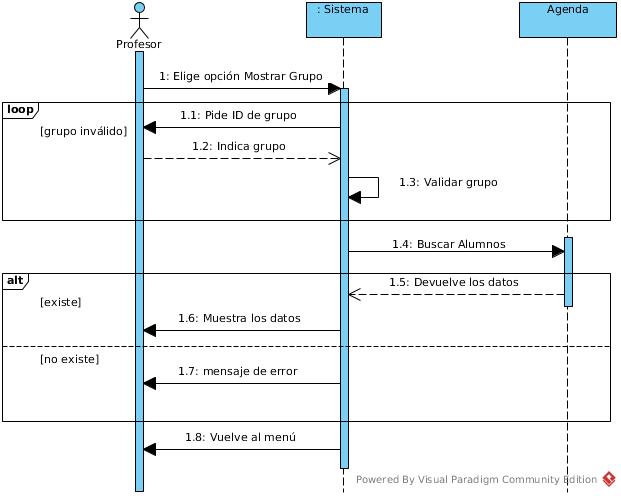 : Sistema
Agenda
Profesor
1: Elige opción Mostrar Grupo
loop
1.1: Pide ID de grupo
[grupo inválido]
1.2: Indica grupo
1.3: Validar grupo
1.4: Buscar Alumnos
alt
1.5: Devuelve los datos
[existe]
1.6: Muestra los datos
[no existe]
1.7: mensaje de error
1.8: Vuelve al menú
Powered By Visual Paradigm Community Edition